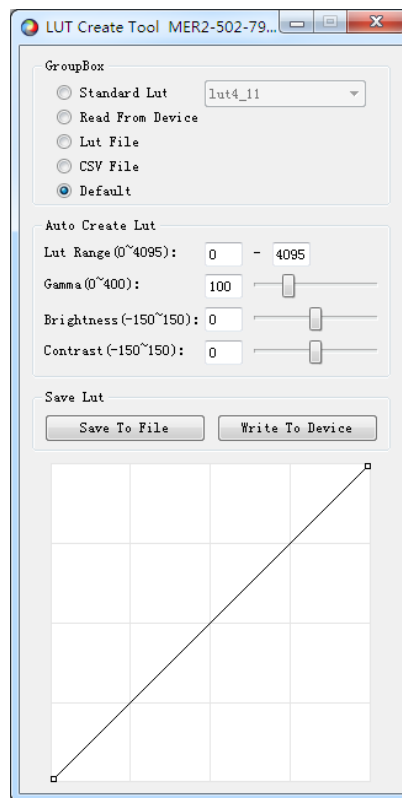 LUT Create Tool MER2-502-79...
GroupBox
Standard Lut lut4_11
Read From Device
Lut File
CSV File
Default
Auto Create Lut
Lut Range(0~4095): 0 - 4095
Gamma(0~400): 100
Brightness(-150~150): 0
Contrast(-150~150): 0
Save Lut
Save To File Write To Device